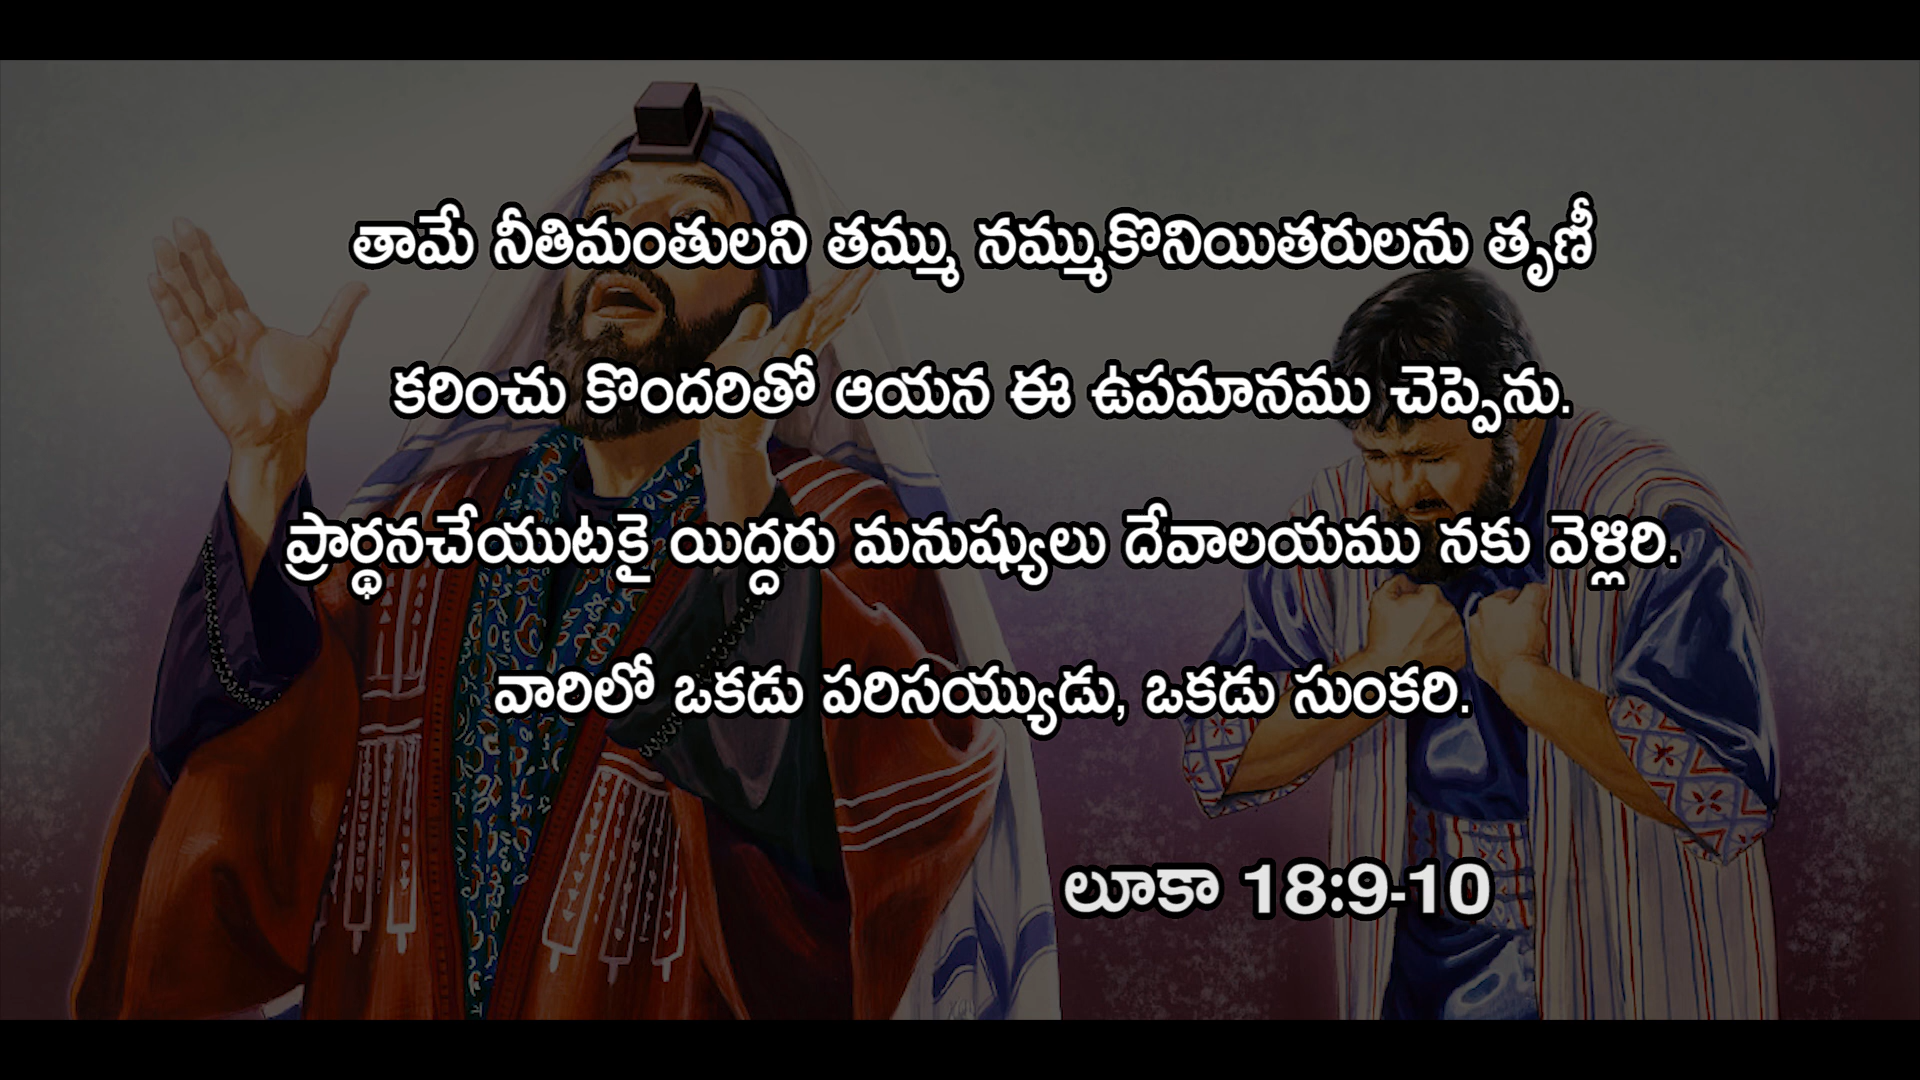 తామే నీతిమంతులని తమ్ము నమ్ముకొనియితరులను తృణీ
కరించు కొందరితో ఆయన ఈ ఉపమానము చెప్పెను.
ప్రార్థనచేయుటకై యిద్దరు మనుష్యులు దేవాలయము నకు వెళ్లిరి.
వారిలో ఒకడు పరిసయ్యుడు, ఒకడు సుంకరి.
లూకా 18:9-10